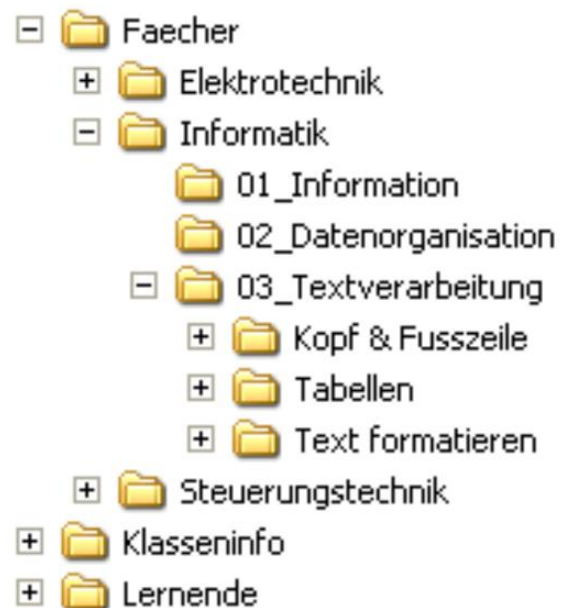 Faecher
Elektrotechnik
Informatik
01_Information
02_Datenorganisation
03_Textverarbeitung
Kopf & Fusszeile
Tabellen
Text formatieren
Steuerungstechnik
Klasseninfo
Lernende